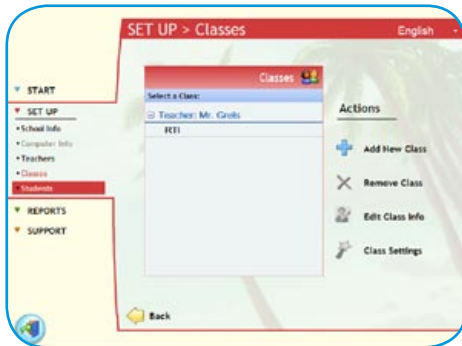 SET UP > Classes
English
START
SET UP
• School Info
• Computer Info
• Teachers
• Classes
• Students
REPORTS
SUPPORT
Classes
Select a Class:
Teacher: Mr. Grots
RTI
Actions
Add New Class
Remove Class
Edit Class Info
Class Settings
Back